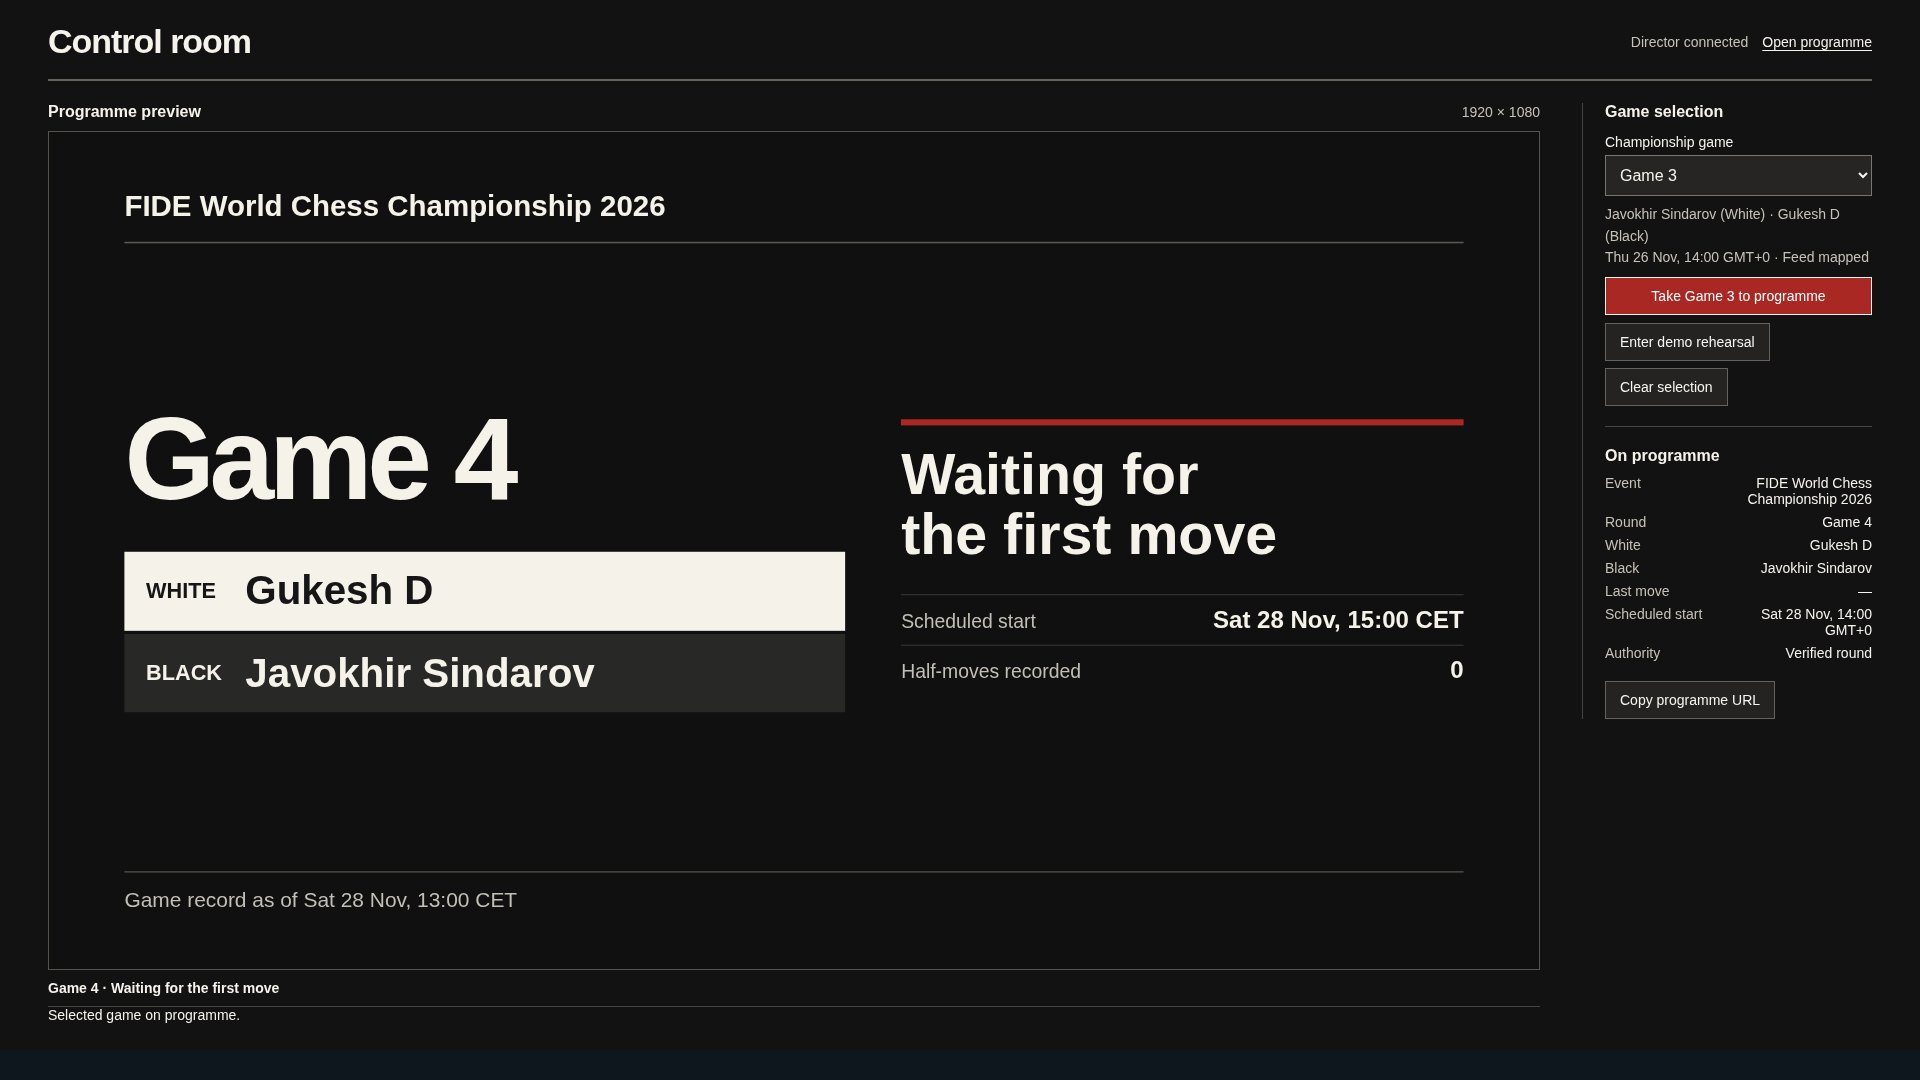 Control room
Director connected
Open programme
Programme preview
1920 × 1080
FIDE World Chess Championship 2026
Game 4
WHITE Gukesh D
BLACK Javokhir Sindarov
Waiting for
the first move
Scheduled start Sat 28 Nov, 15:00 CET
Half-moves recorded 0
Game record as of Sat 28 Nov, 13:00 CET
Game 4 · Waiting for the first move
Selected game on programme.
Game selection
Championship game
Game 3
Javokhir Sindarov (White) · Gukesh D
(Black)
Thu 26 Nov, 14:00 GMT+0 · Feed mapped
Take Game 3 to programme
Enter demo rehearsal
Clear selection
On programme
Event FIDE World Chess
Championship 2026
Round Game 4
White Gukesh D
Black Javokhir Sindarov
Last move —
Scheduled start Sat 28 Nov, 14:00
GMT+0
Authority Verified round
Copy programme URL